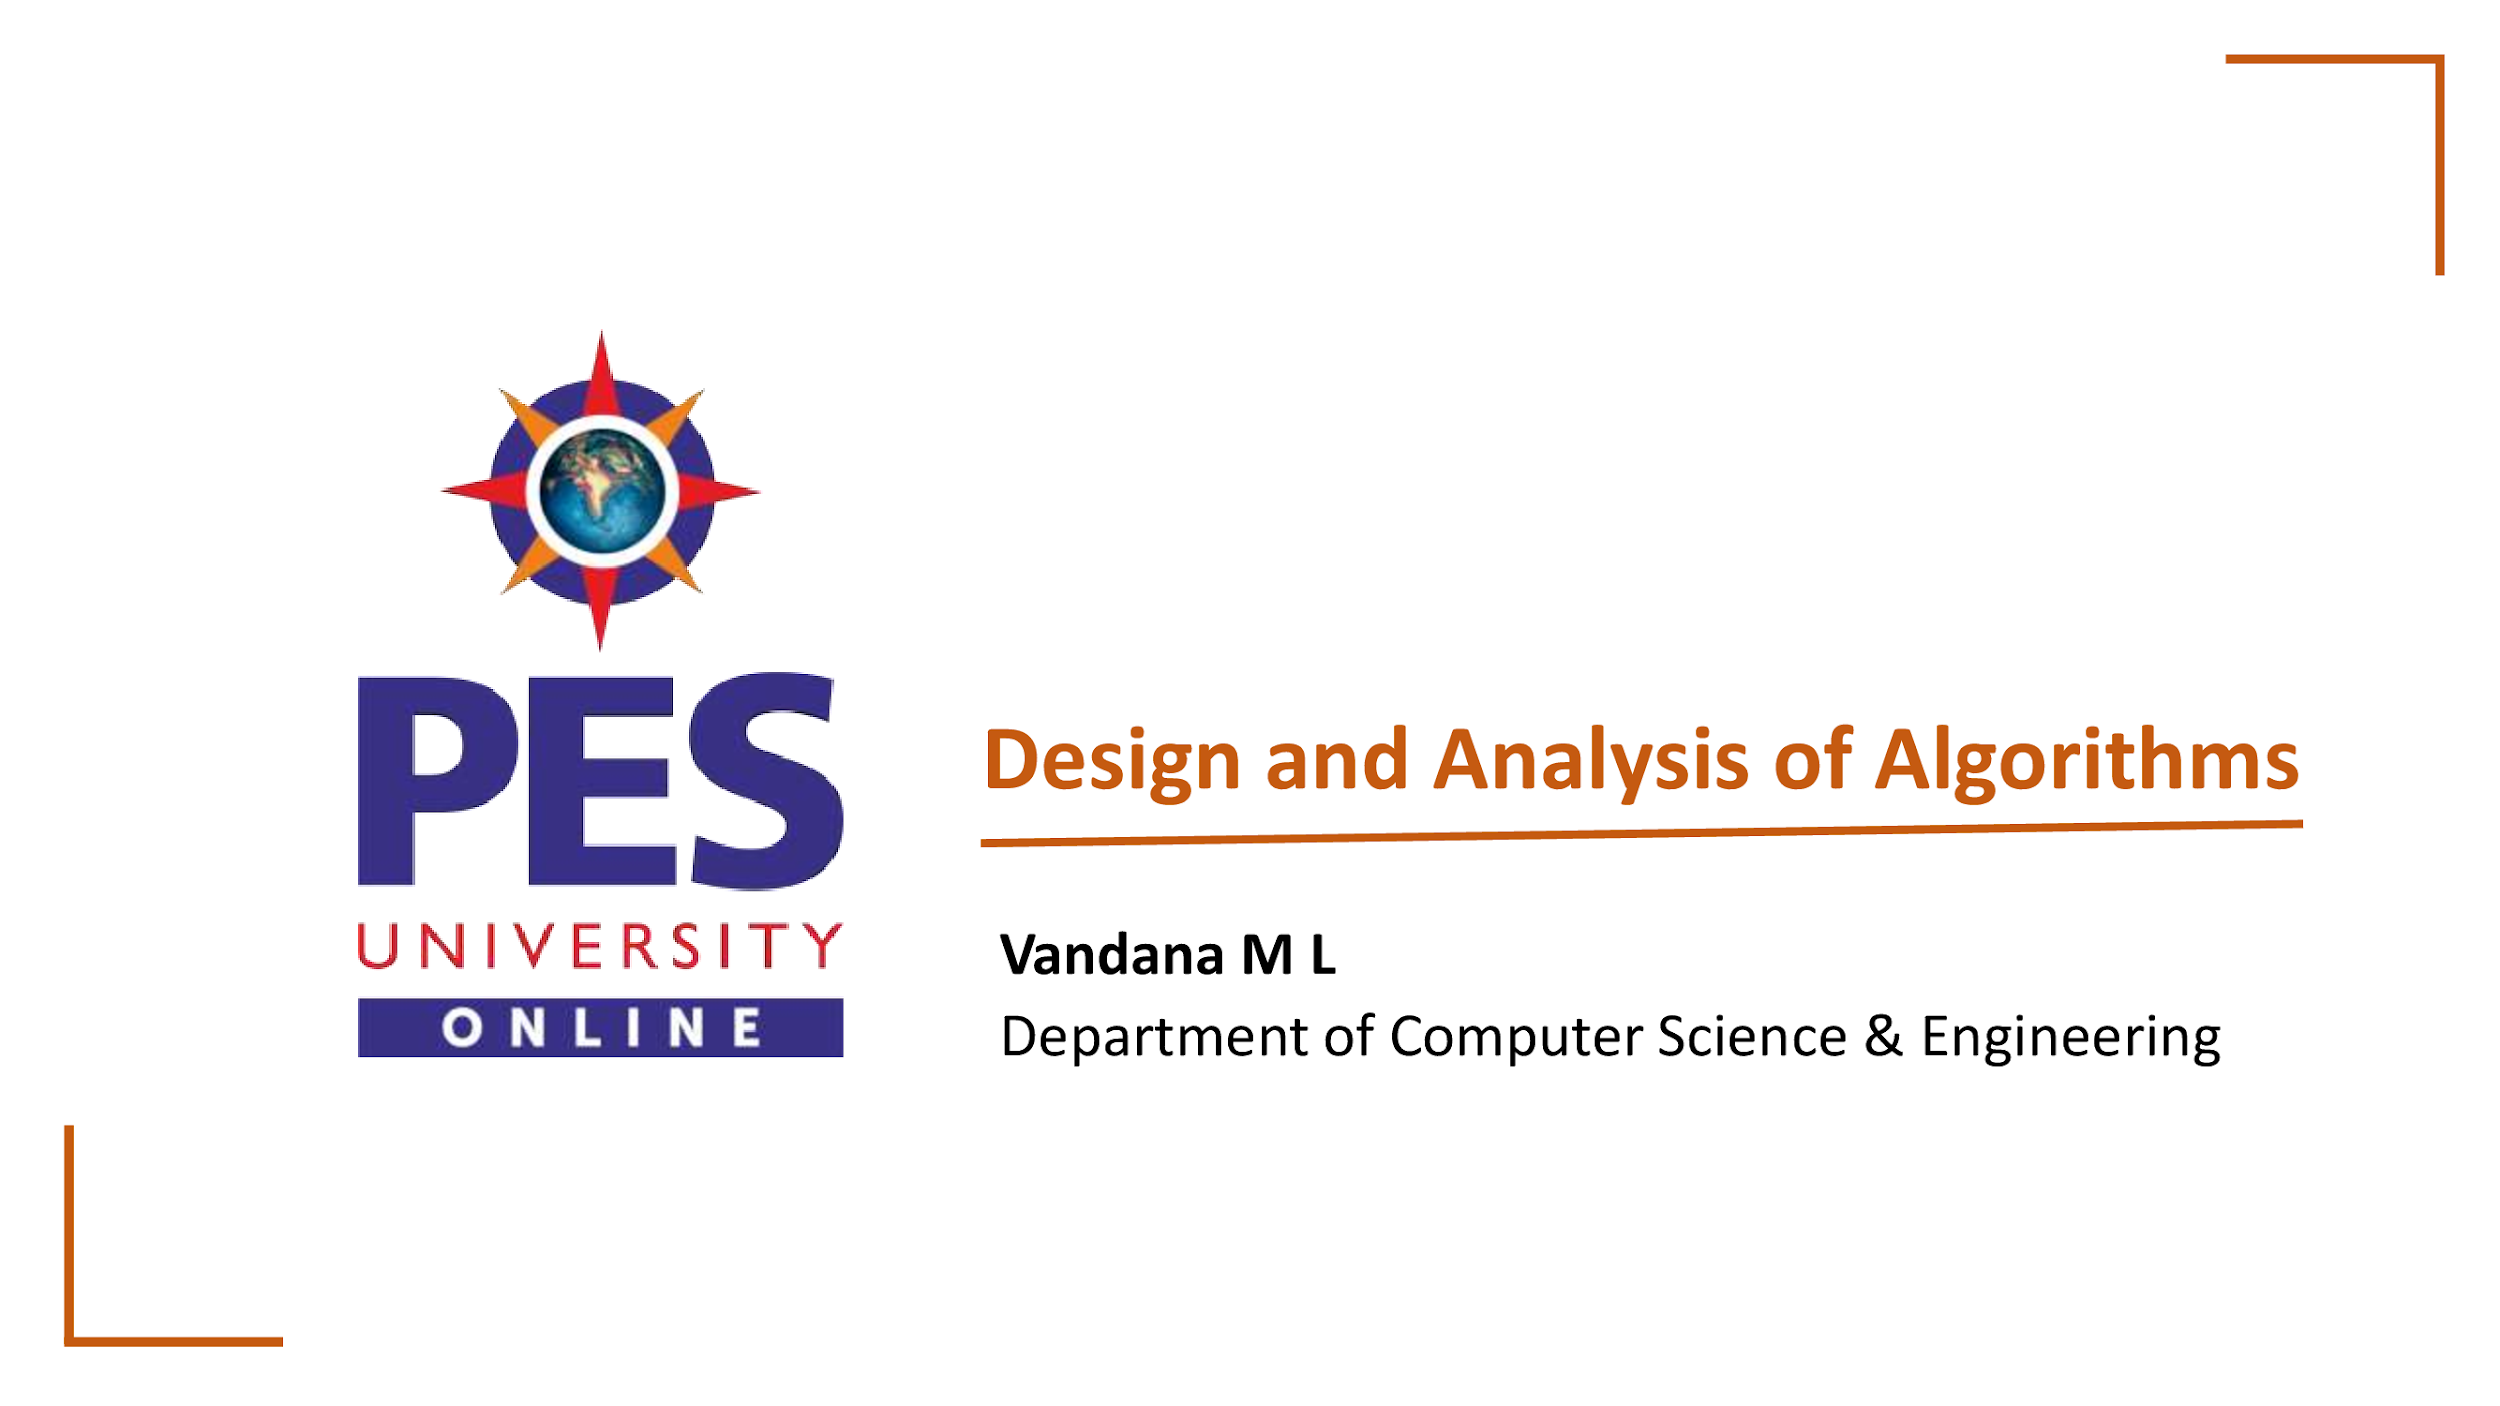 PES
UNIVERSITY
ONLINE
Design and Analysis of Algorithms
Vandana M L
Department of Computer Science & Engineering